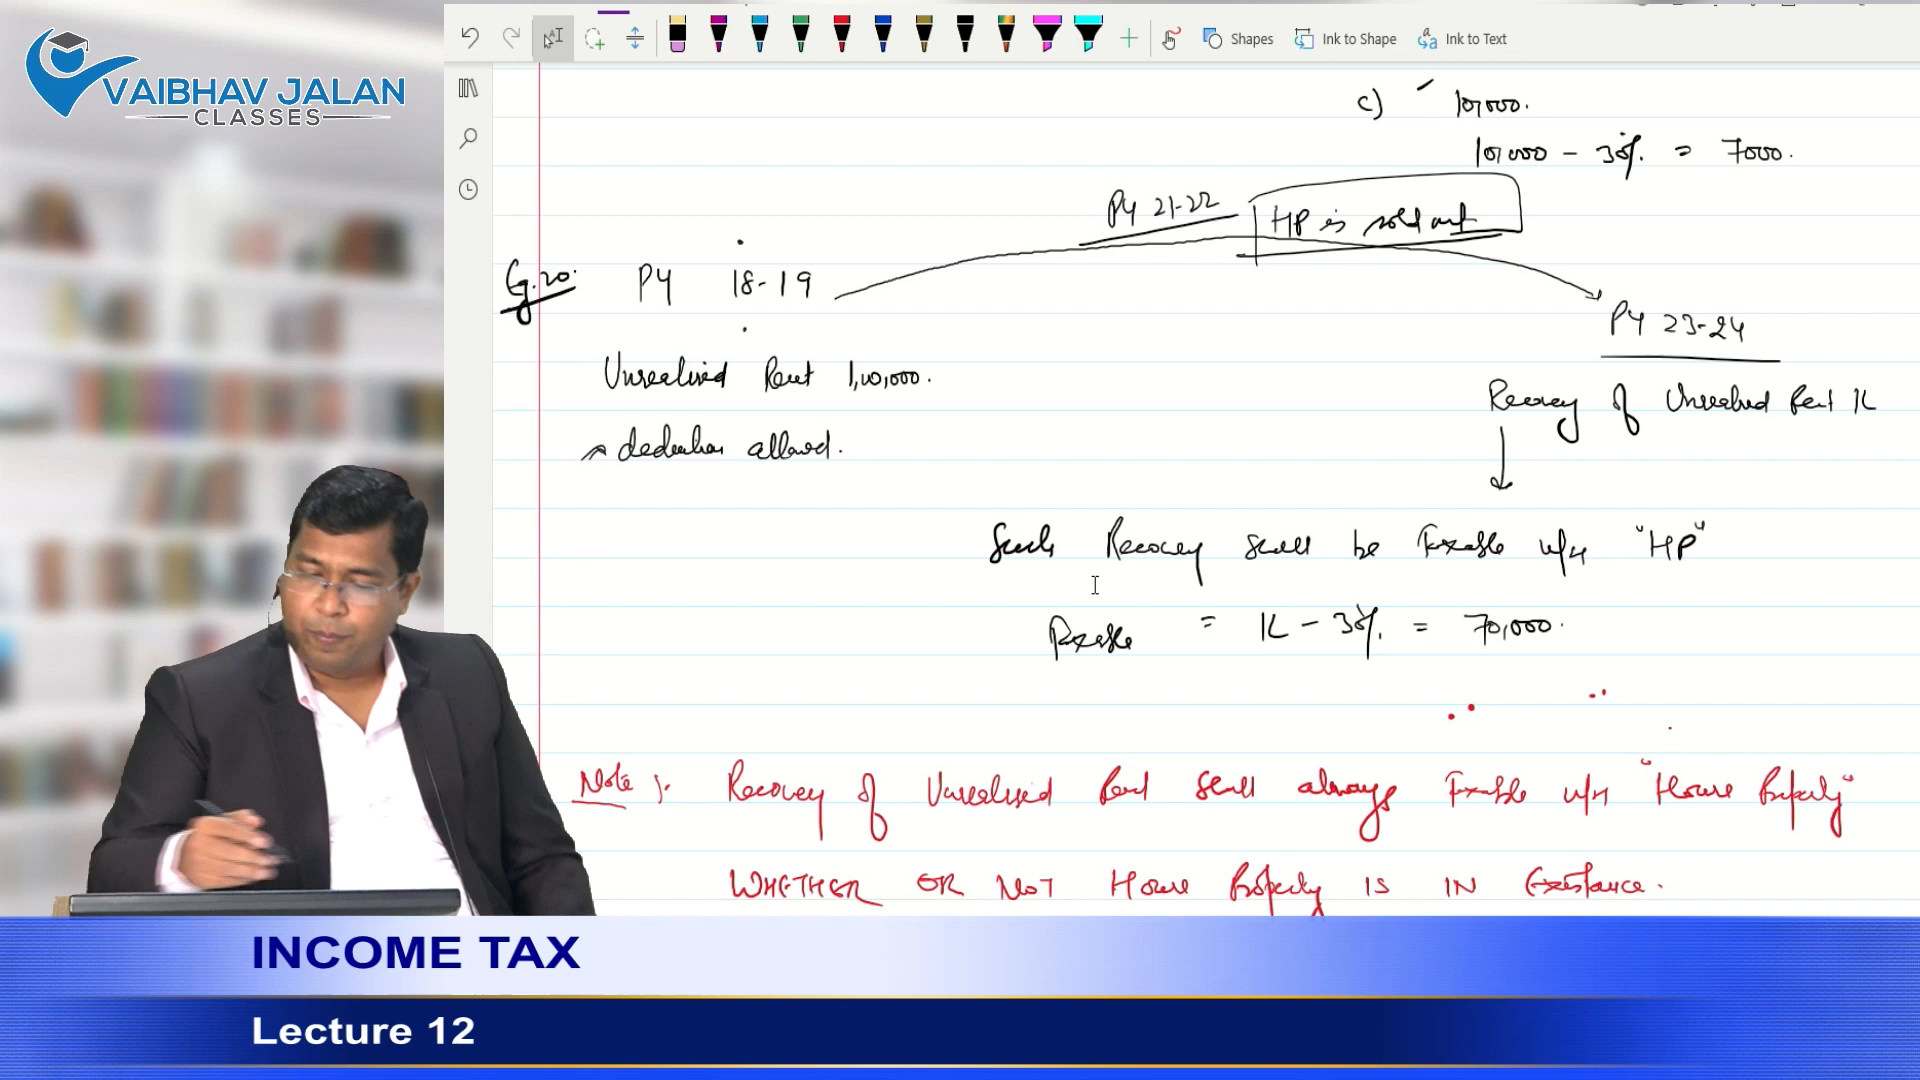 VAIBHAV JALAN
CLASSES
Shapes
Ink to Shape
Ink to Text
c) 10,000.
10,000 - 30% = 7000.
PY 21-22 HP is sold out
Eg. 20: PY 18-19
PY 23-24
Unrealised Rent 1,00,000.
Recovery of Unrealised Rent 1L
deduction allowed.
Such Recovery shall be Taxable u/H "HP"
Taxable = 1L - 30% = 70,000.
Note :- Recovery of Unrealised Rent shall always Taxable u/H "House Property"
WHETHER OR NOT House Property IS IN Existance.
INCOME TAX
Lecture 12